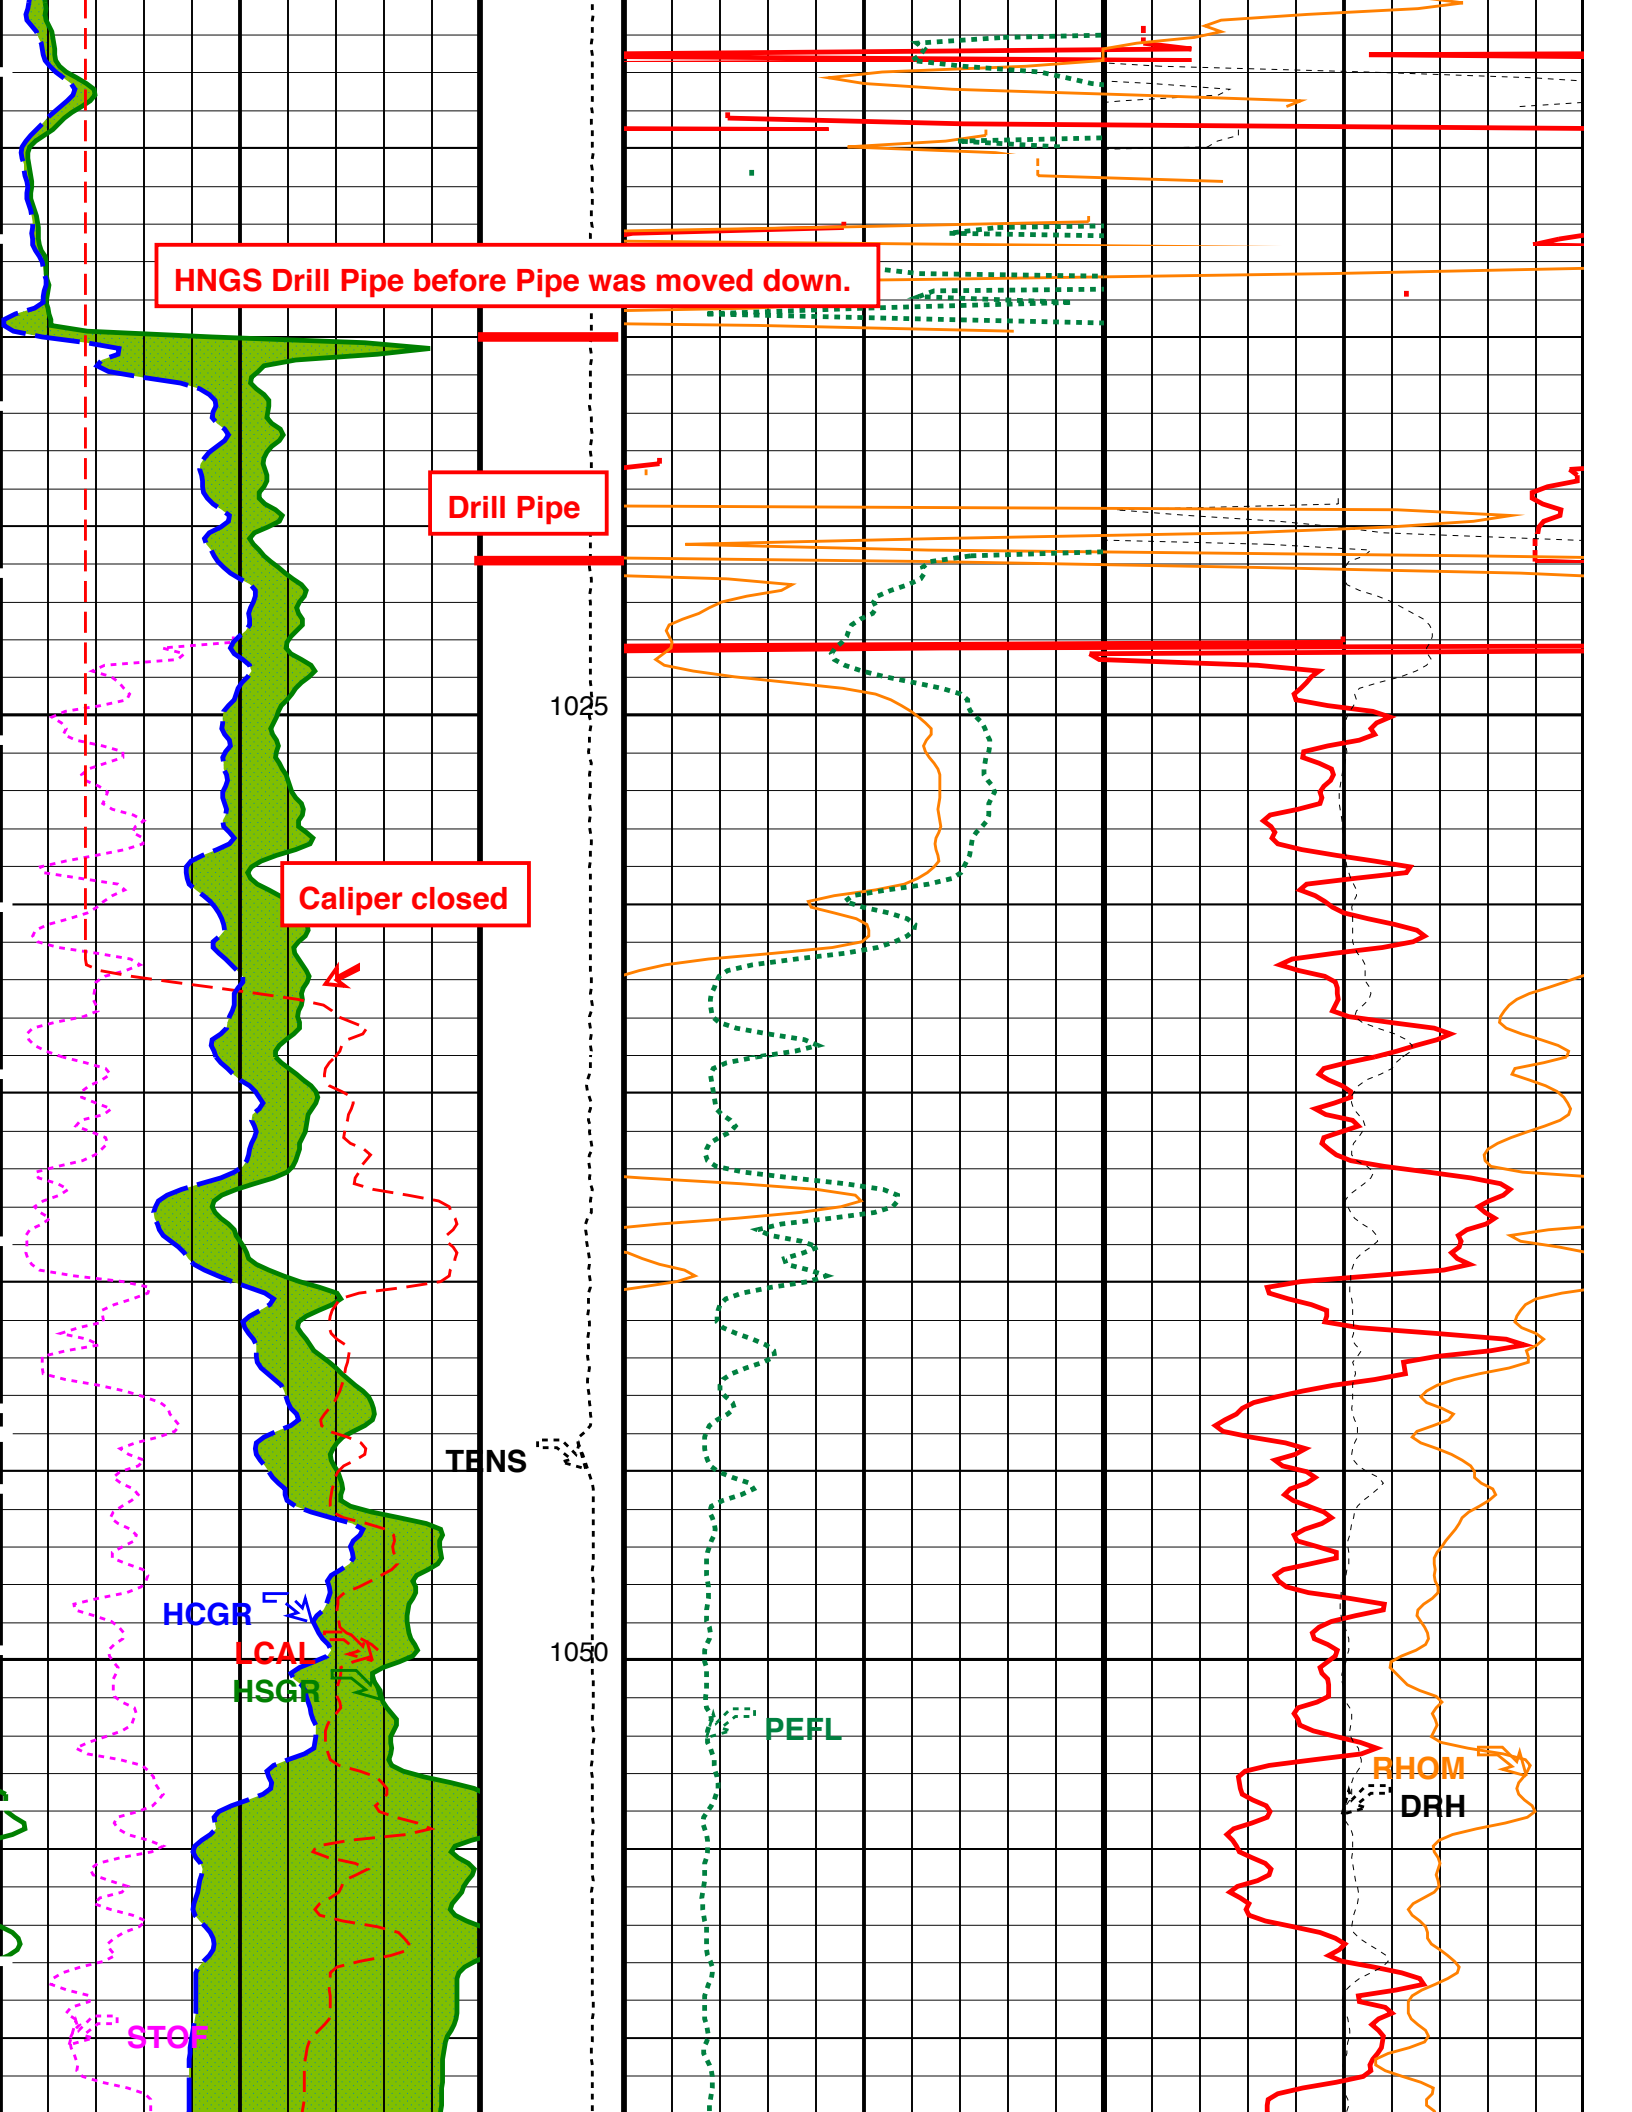 HNGS Drill Pipe before Pipe was moved down.
Drill Pipe
1025
Caliper closed
TENS
HCGR
1050
LCAL
HSGR
PEFL
RHOM
DRH
STOF